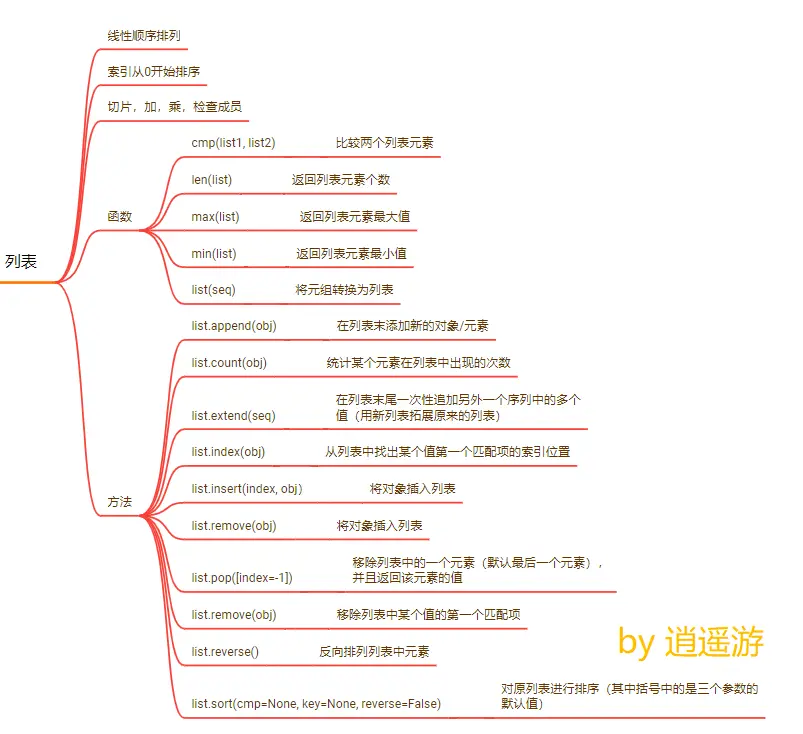 线性顺序排列
索引从0开始排序
切片，加，乘，检查成员
cmp(list1, list2) 比较两个列表元素
len(list) 返回列表元素个数
函数
max(list) 返回列表元素最大值
min(list) 返回列表元素最小值
列表
list(seq) 将元组转换为列表
list.append(obj) 在列表末添加新的对象/元素
list.count(obj) 统计某个元素在列表中出现的次数
list.extend(seq) 在列表末尾一次性追加另外一个序列中的多个
值（用新列表拓展原来的列表）
list.index(obj) 从列表中找出某个值第一个匹配项的索引位置
list.insert(index, obj) 将对象插入列表
方法
list.remove(obj) 将对象插入列表
list.pop([index=-1]) 移除列表中的一个元素（默认最后一个元素），
并且返回该元素的值
list.remove(obj) 移除列表中某个值的第一个匹配项
list.reverse() 反向排列列表中元素
by 逍遥游
list.sort(cmp=None, key=None, reverse=False) 对原列表进行排序（其中括号中的是三个参数的
默认值）